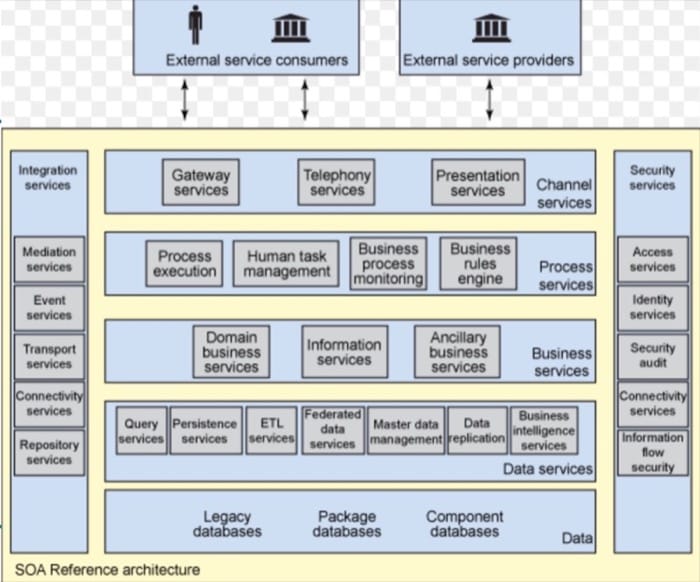 External service consumers
External service providers
Integration
services
Mediation
services
Event
services
Transport
services
Connectivity
services
Repository
services
Gateway
services
Telephony
services
Presentation
services
Channel
services
Process
execution
Human task
management
Business
process
monitoring
Business
rules
engine
Process
services
Domain
business
services
Information
services
Ancillary
business
services
Business
services
Query
services
Persistence
services
ETL
services
Federated
data
services
Master data
management
Data
replication
Business
intelligence
services
Data services
Legacy
databases
Package
databases
Component
databases
Data
Security
services
Access
services
Identity
services
Security
audit
Connectivity
services
Information
flow
security
SOA Reference architecture